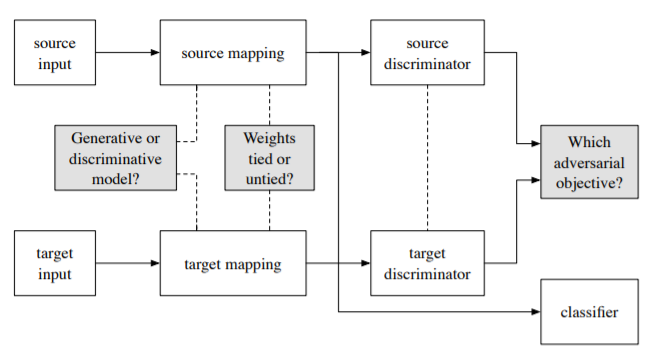 source
input
source mapping
source
discriminator
Generative or
discriminative
model?
Weights
tied or
untied?
Which
adversarial
objective?
target
input
target mapping
target
discriminator
classifier